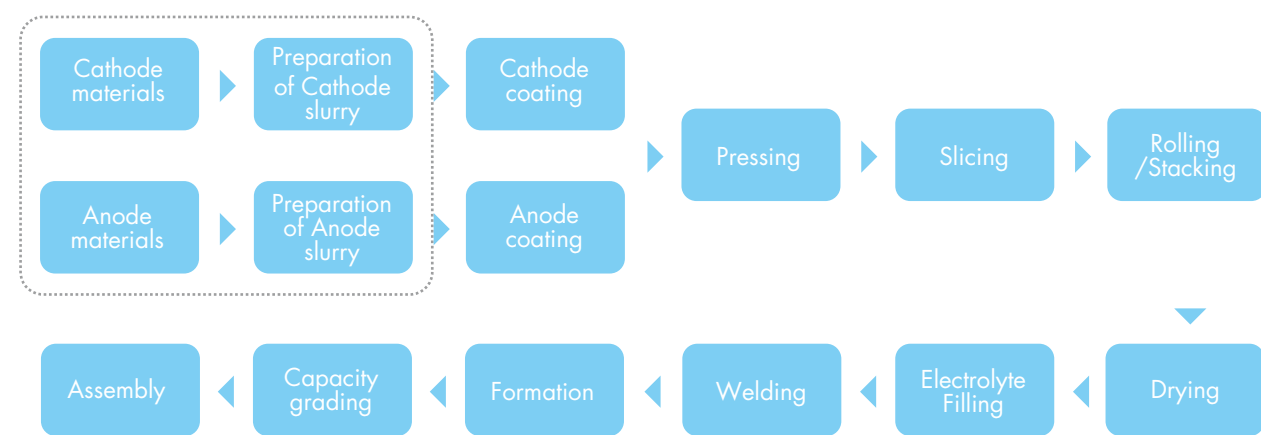 Cathode
materials
Preparation
of Cathode
slurry
Cathode
coating
Anode
materials
Preparation
of Anode
slurry
Anode
coating
Pressing
Slicing
Rolling
/Stacking
Drying
Electrolyte
Filling
Welding
Formation
Capacity
grading
Assembly